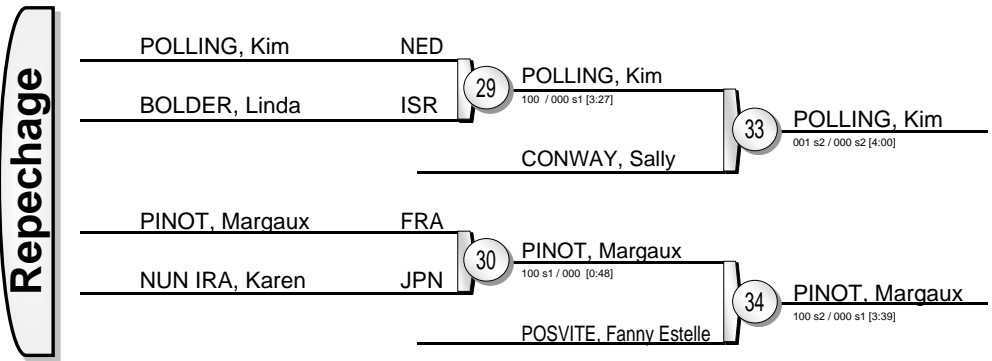 Repechage
POLLING, Kim NED
BOLDER, Linda ISR
29
POLLING, Kim
100 / 000 s1 [3:27]
CONWAY, Sally
33
POLLING, Kim
001 s2 / 000 s2 [4:00]
PINOT, Margaux FRA
NUN IRA, Karen JPN
30
PINOT, Margaux
100 s1 / 000 [0:48]
POSVITE, Fanny Estelle
34
PINOT, Margaux
100 s2 / 000 s1 [3:39]